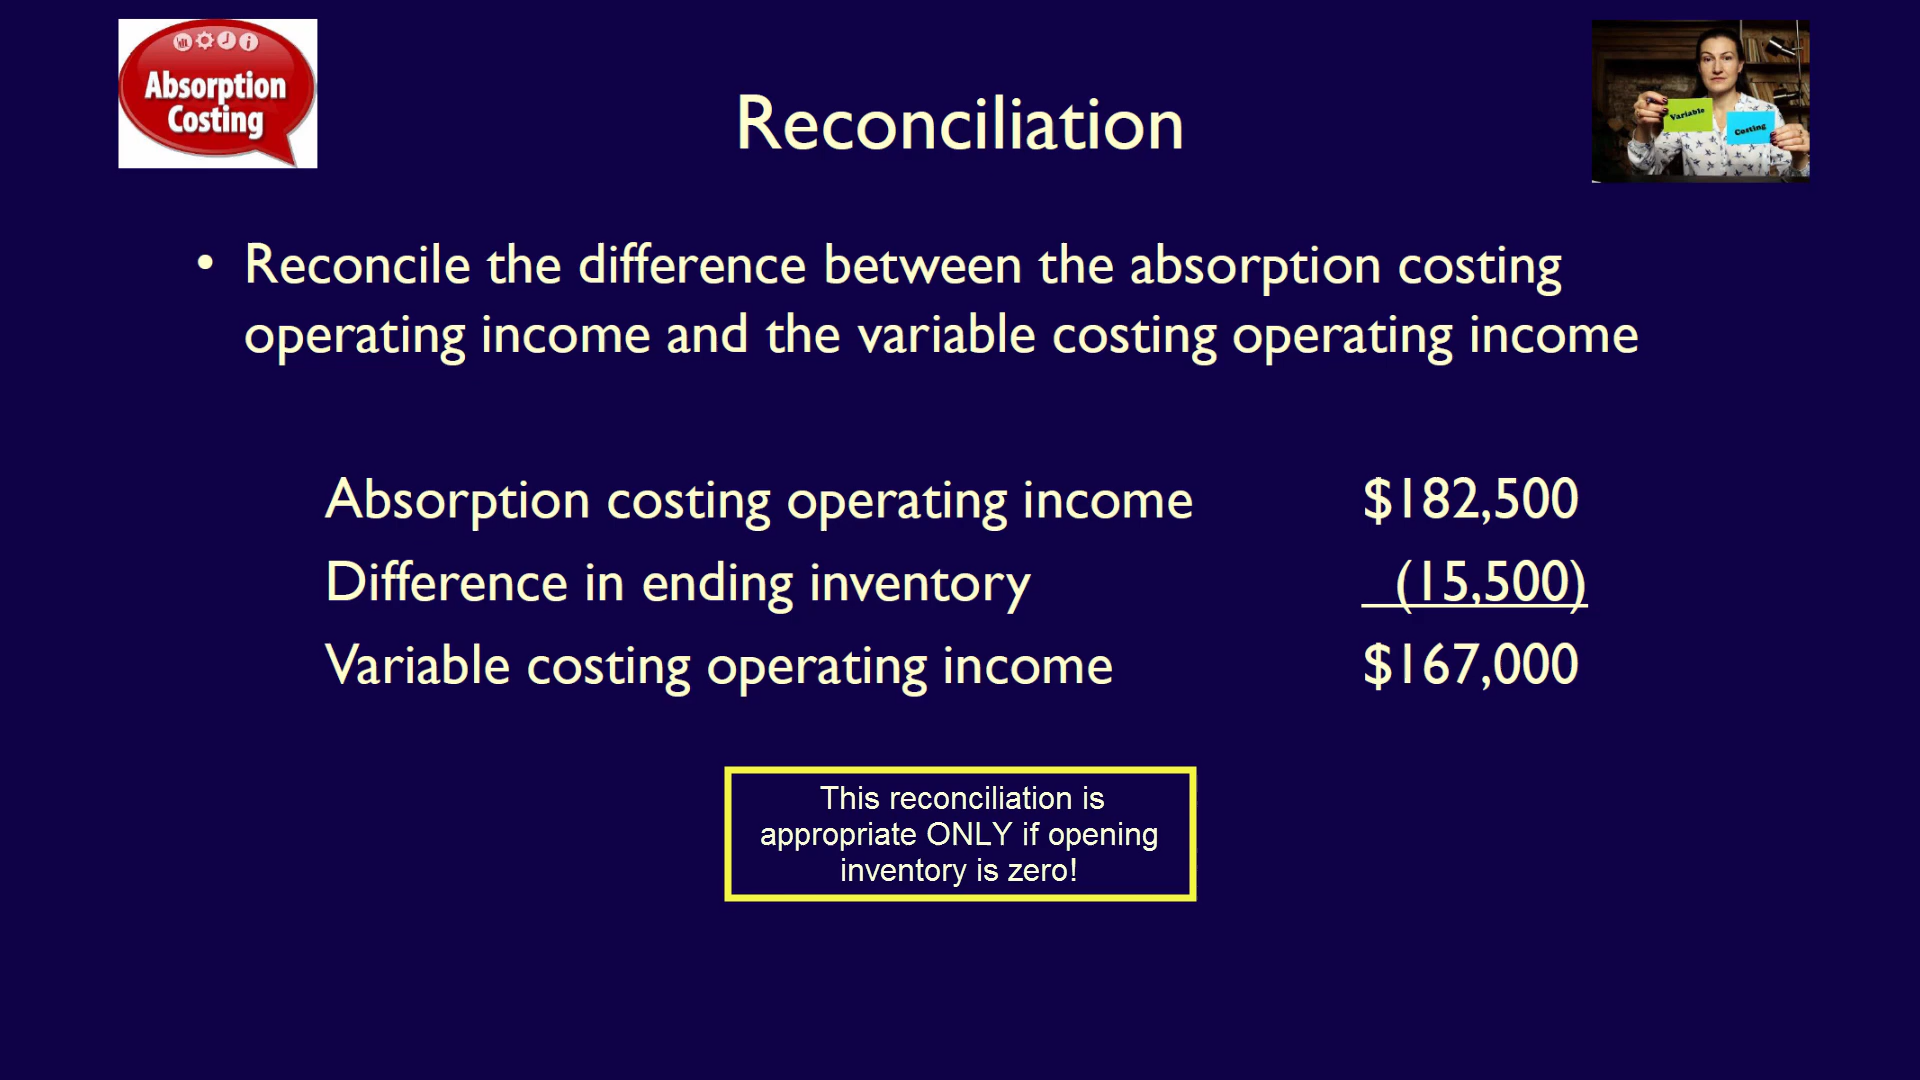 Absorption
Costing
Reconciliation
Variable
Costing
• Reconcile the difference between the absorption costing
operating income and the variable costing operating income
Absorption costing operating income $182,500
Difference in ending inventory (15,500)
Variable costing operating income $167,000
This reconciliation is
appropriate ONLY if opening
inventory is zero!